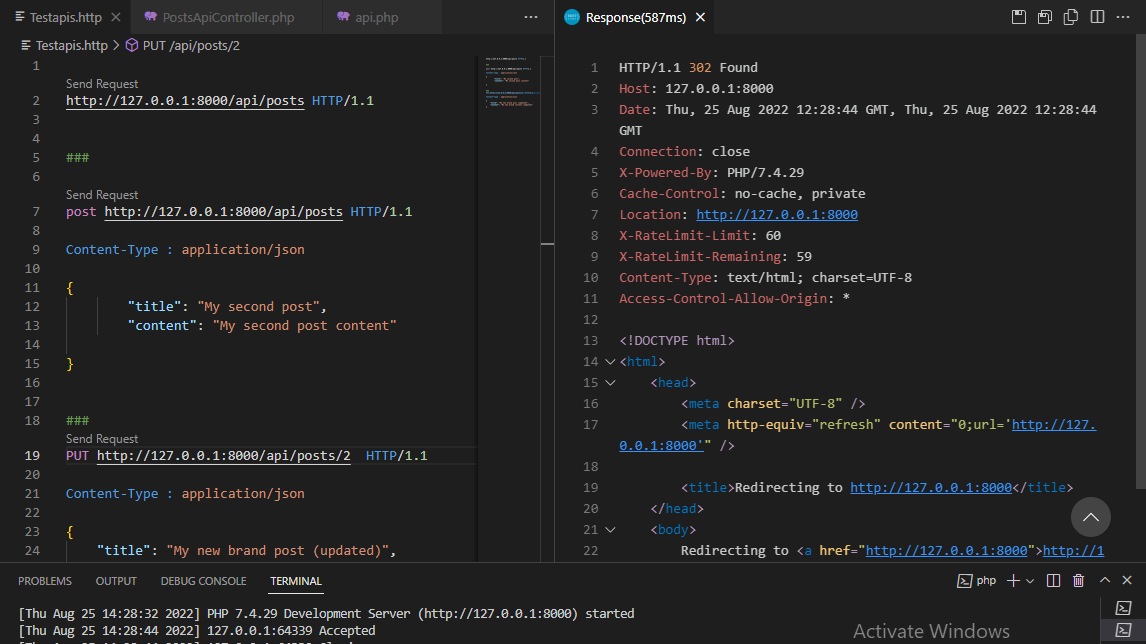 Testapis.http
PostsApiController.php
api.php
Response(587ms)
Testapis.http > PUT /api/posts/2
1
Send Request
2 http://127.0.0.1:8000/api/posts HTTP/1.1
3
4
5 ###
6
Send Request
7 post http://127.0.0.1:8000/api/posts HTTP/1.1
8
9 Content-Type : application/json
10
11 {
12 "title": "My second post",
13 "content": "My second post content"
14
15 }
16
17
18 ###
Send Request
19 PUT http://127.0.0.1:8000/api/posts/2 HTTP/1.1
20
21 Content-Type : application/json
22
23 {
24 "title": "My new brand post (updated)",
1 HTTP/1.1 302 Found
2 Host: 127.0.0.1:8000
3 Date: Thu, 25 Aug 2022 12:28:44 GMT, Thu, 25 Aug 2022 12:28:44
GMT
4 Connection: close
5 X-Powered-By: PHP/7.4.29
6 Cache-Control: no-cache, private
7 Location: http://127.0.0.1:8000
8 X-RateLimit-Limit: 60
9 X-RateLimit-Remaining: 59
10 Content-Type: text/html; charset=UTF-8
11 Access-Control-Allow-Origin: *
12
13 <!DOCTYPE html>
14 <html>
15 <head>
16 <meta charset="UTF-8" />
17 <meta http-equiv="refresh" content="0;url='http://127.
0.0.1:8000'" />
18
19 <title>Redirecting to http://127.0.0.1:8000</title>
20 </head>
21 <body>
22 Redirecting to <a href="http://127.0.0.1:8000">http://1
PROBLEMS OUTPUT DEBUG CONSOLE TERMINAL
php
[Thu Aug 25 14:28:32 2022] PHP 7.4.29 Development Server (http://127.0.0.1:8000) started
[Thu Aug 25 14:28:44 2022] 127.0.0.1:64339 Accepted
Activate Windows